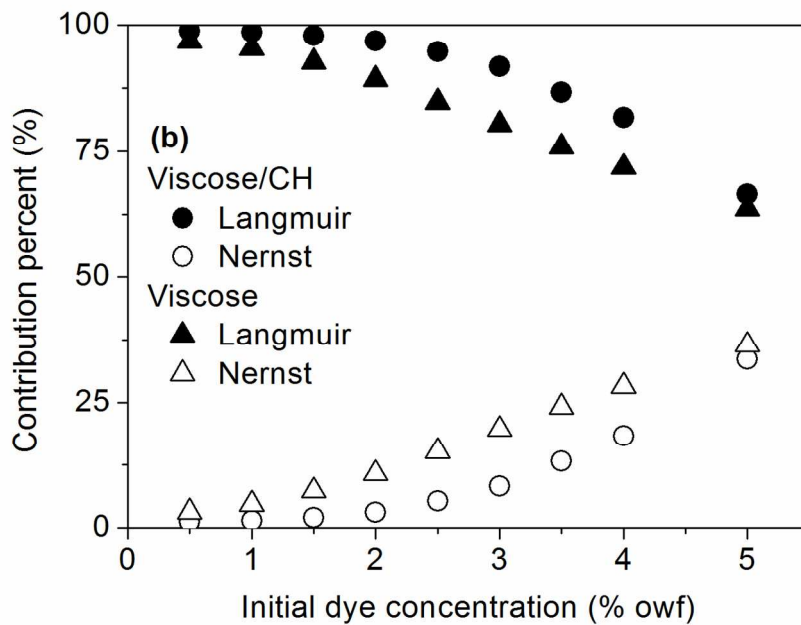 Contribution percent (%)
100
75
50
25
0
(b)
Viscose/CH
Langmuir
Nernst
Viscose
Langmuir
Nernst
0 1 2 3 4 5
Initial dye concentration (% owf)